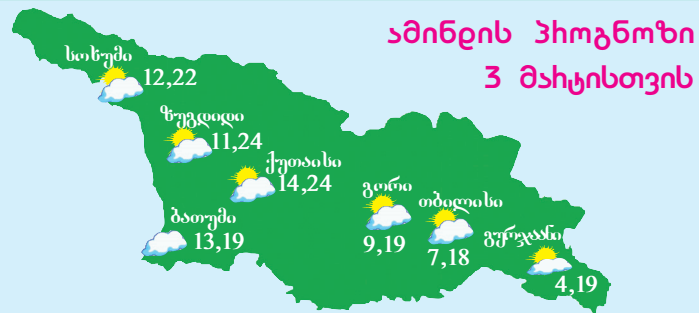 ამინდის პროგნოზი
3 მარტისთვის
სოხუმი
12,22
ზუგდიდი
11,24
ქუთაისი
14,24
ბათუმი
13,19
გორი
9,19
თბილისი
7,18
გურჯაანი
4,19